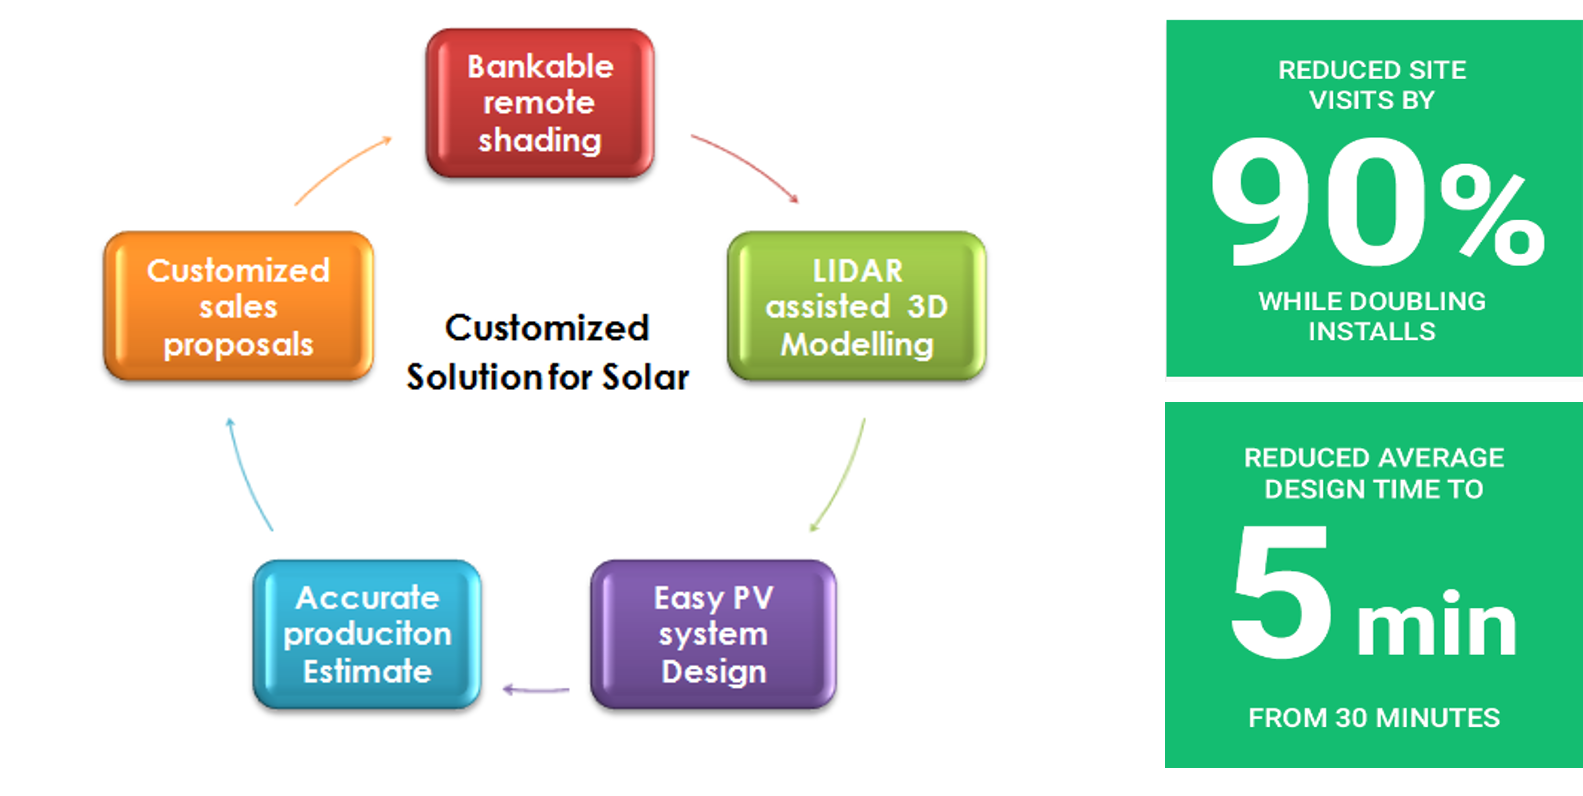 Bankable
remote
shading
LIDAR
assisted 3D
Modelling
Easy PV
system
Design
Accurate
produciton
Estimate
Customized
sales
proposals
Customized
Solution for Solar
REDUCED SITE
VISITS BY
90%
WHILE DOUBLING
INSTALLS
REDUCED AVERAGE
DESIGN TIME TO
5 min
FROM 30 MINUTES